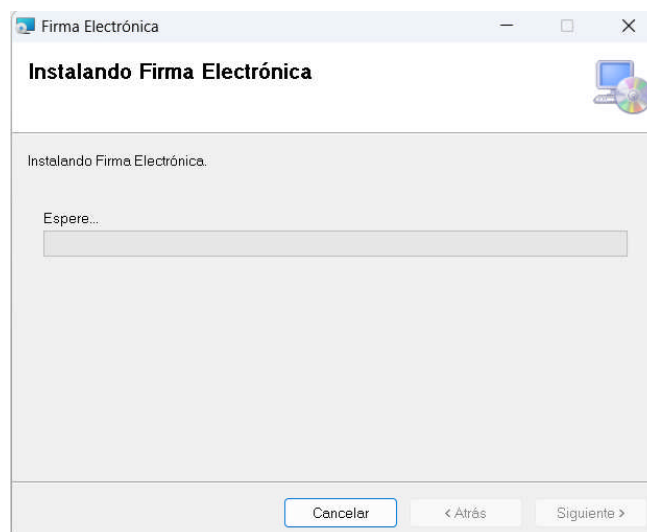 Firma Electrónica
Instalando Firma Electrónica
Instalando Firma Electrónica.
Espere...
Cancelar
< Atrás
Siguiente >